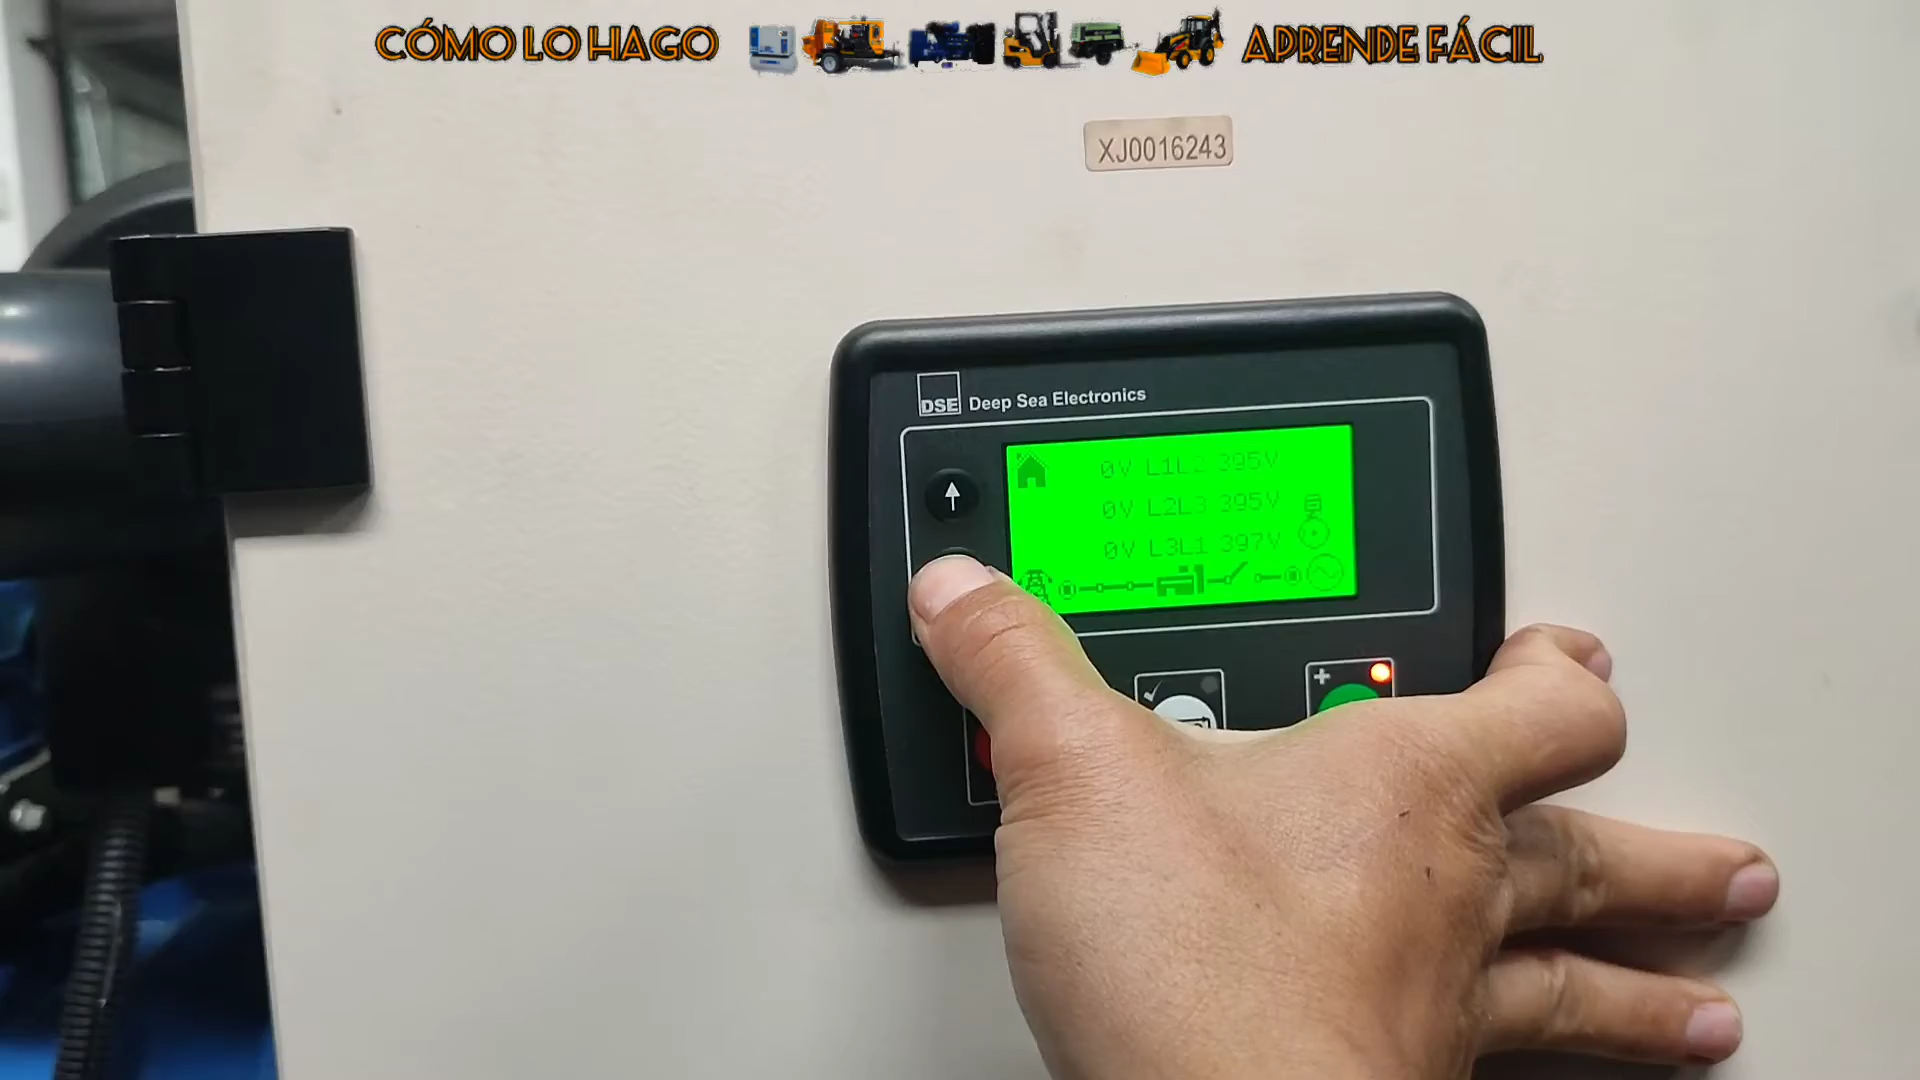 CÓMO LO HAGO APRENDE FÁCIL
XJ0016243
DSE Deep Sea Electronics
0V L1L2 395V
0V L2L3 395V
0V L3L1 397V